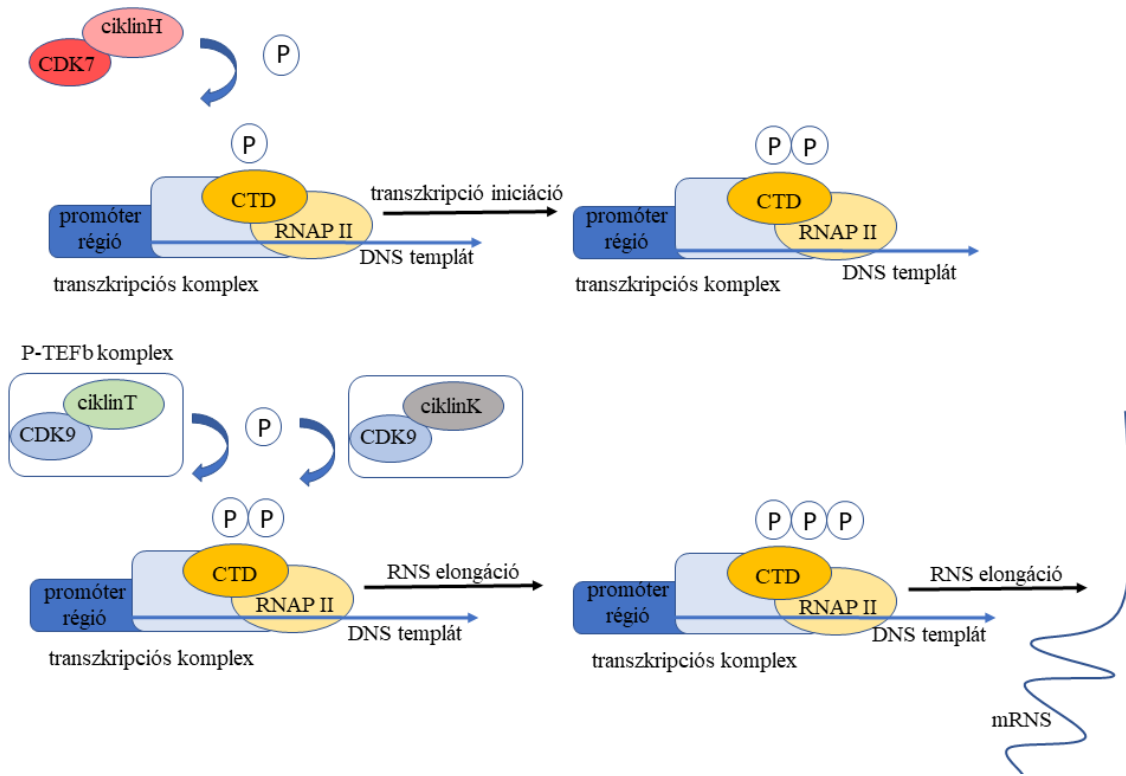 ciklinH
CDK7
P
P
CTD
RNAP II
promóter
régió
DNS templát
transzkripciós komplex
transzkripció iniciáció
P P
CTD
RNAP II
promóter
régió
DNS templát
transzkripciós komplex
P-TEFb komplex
ciklinT
CDK9
P
ciklinK
CDK9
P P
CTD
RNAP II
promóter
régió
DNS templát
transzkripciós komplex
RNS elongáció
P P P
CTD
RNAP II
promóter
régió
DNS templát
transzkripciós komplex
RNS elongáció
mRNS